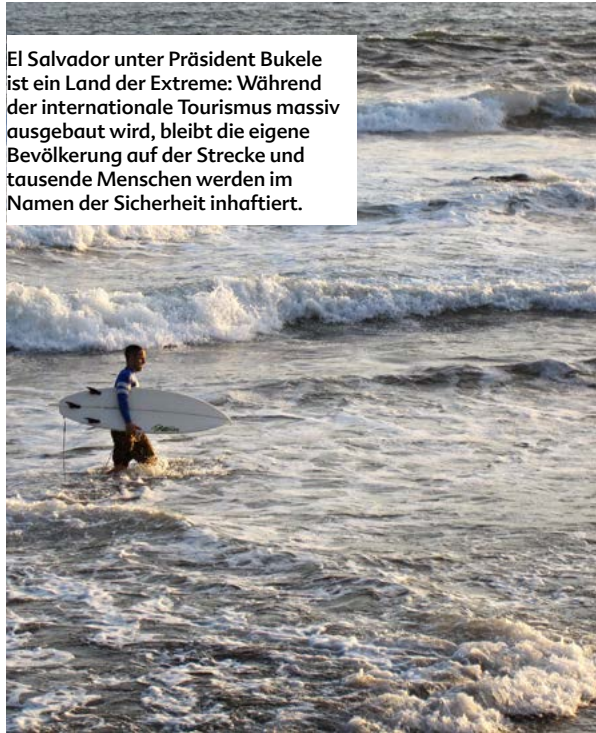 El Salvador unter Präsident Bukele
ist ein Land der Extreme: Während
der internationale Tourismus massiv
ausgebaut wird, bleibt die eigene
Bevölkerung auf der Strecke und
tausende Menschen werden im
Namen der Sicherheit inhaftiert.